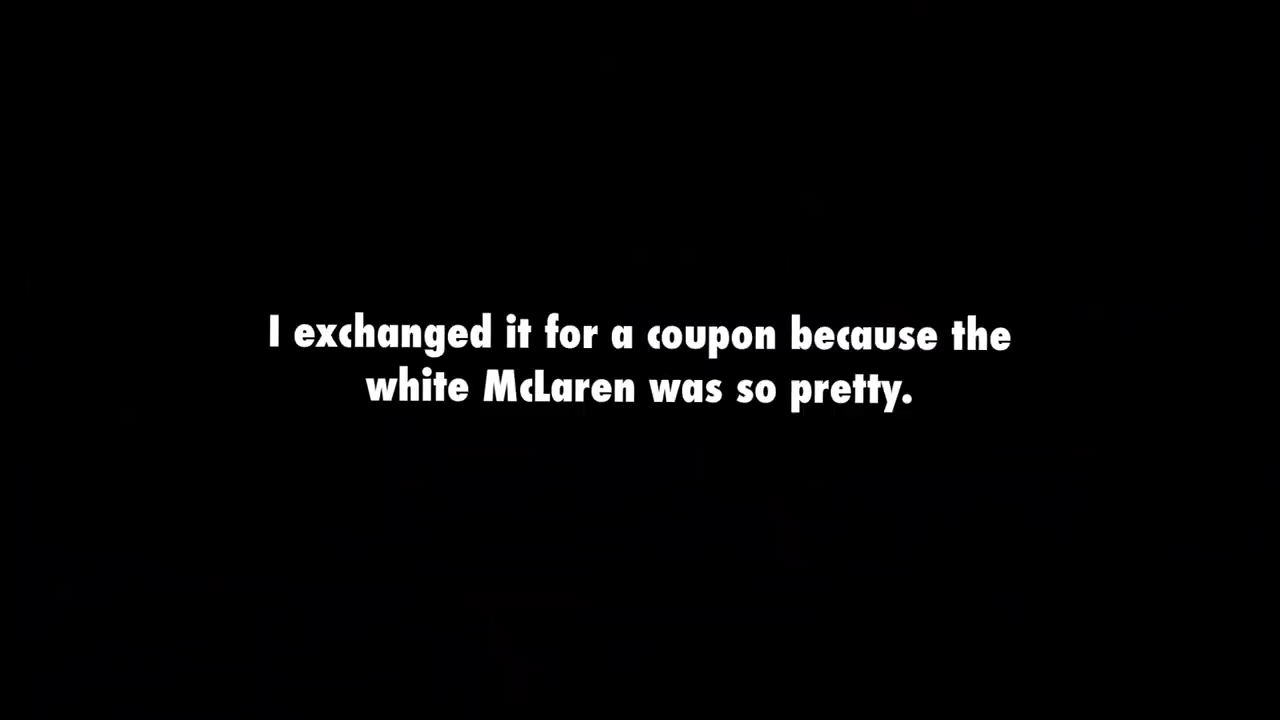 I exchanged it for a coupon because the
white McLaren was so pretty.